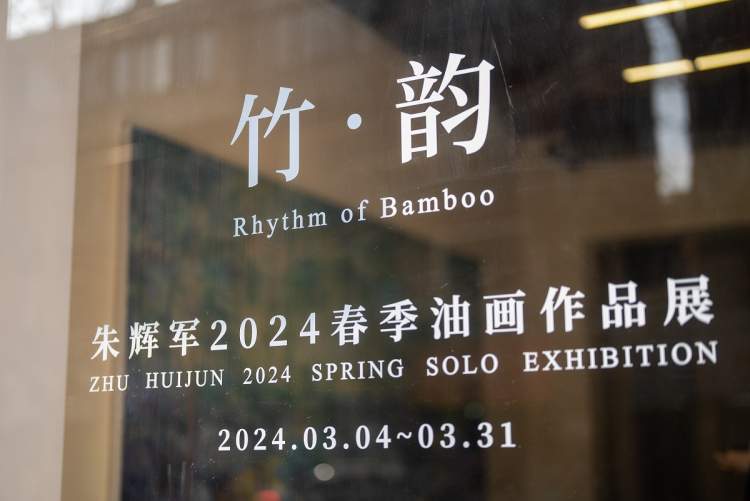 竹·韵
Rhythm of Bamboo
朱辉军2024春季油画作品展
ZHU HUIJUN 2024 SPRING SOLO EXHIBITION
2024.03.04~03.31